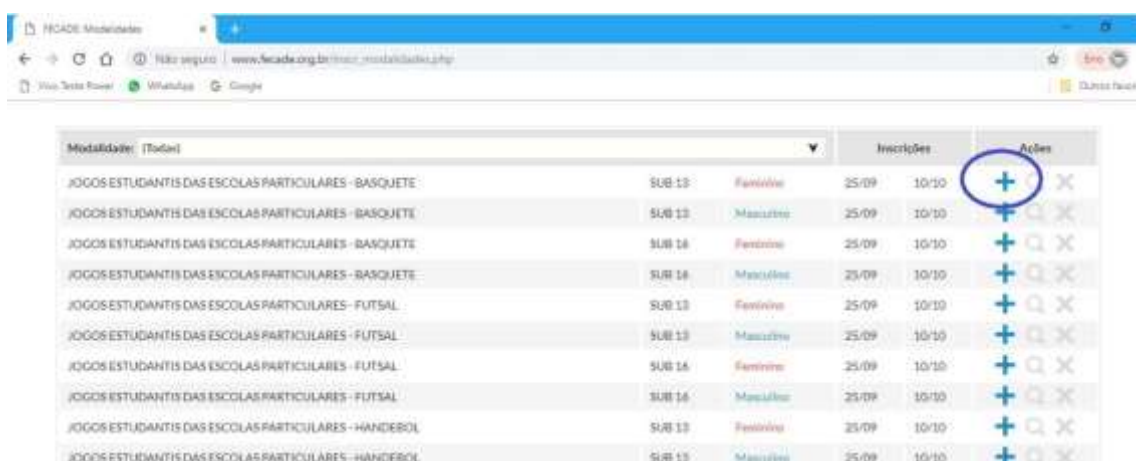 FECADE: Modalidades
Não seguro | www.fecade.org.br/inscr_modalidades.php
Vivo Teste Power WhatsApp Google Outros favor
Modalidade: (Todas) Inscrições Ações
JOGOS ESTUDANTIS DAS ESCOLAS PARTICULARES - BASQUETE SUB 13 Feminino 25/09 10/10
JOGOS ESTUDANTIS DAS ESCOLAS PARTICULARES - BASQUETE SUB 13 Masculino 25/09 10/10
JOGOS ESTUDANTIS DAS ESCOLAS PARTICULARES - BASQUETE SUB 16 Feminino 25/09 10/10
JOGOS ESTUDANTIS DAS ESCOLAS PARTICULARES - BASQUETE SUB 16 Masculino 25/09 10/10
JOGOS ESTUDANTIS DAS ESCOLAS PARTICULARES - FUTSAL SUB 13 Feminino 25/09 10/10
JOGOS ESTUDANTIS DAS ESCOLAS PARTICULARES - FUTSAL SUB 13 Masculino 25/09 10/10
JOGOS ESTUDANTIS DAS ESCOLAS PARTICULARES - FUTSAL SUB 16 Feminino 25/09 10/10
JOGOS ESTUDANTIS DAS ESCOLAS PARTICULARES - FUTSAL SUB 16 Masculino 25/09 10/10
JOGOS ESTUDANTIS DAS ESCOLAS PARTICULARES - HANDEBOL SUB 13 Feminino 25/09 10/10
JOGOS ESTUDANTIS DAS ESCOLAS PARTICULARES - HANDEBOL SUB 13 Masculino 25/09 10/10